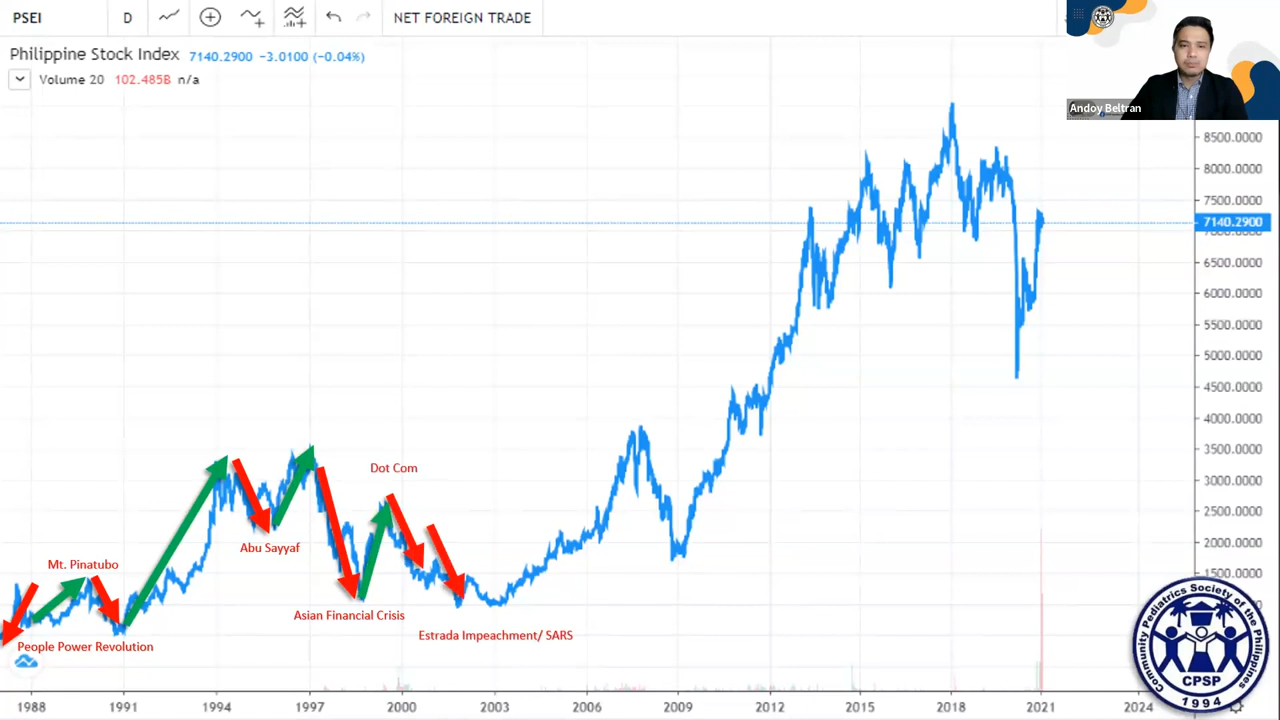 PSEI D NET FOREIGN TRADE
Philippine Stock Index 7140.2900 −3.0100 (−0.04%)
Volume 20 102.485B n/a
Andoy Beltran
8500.0000
8000.0000
7500.0000
7140.2900
7000.0000
6500.0000
6000.0000
5500.0000
5000.0000
4500.0000
4000.0000
3500.0000
3000.0000
2500.0000
2000.0000
1500.0000
Dot Com
Abu Sayyaf
Mt. Pinatubo
Asian Financial Crisis
Estrada Impeachment/ SARS
People Power Revolution
1988 1991 1994 1997 2000 2003 2006 2009 2012 2015 2018 2021 2024
Community Pediatrics Society of the Philippines
CPSP
1994